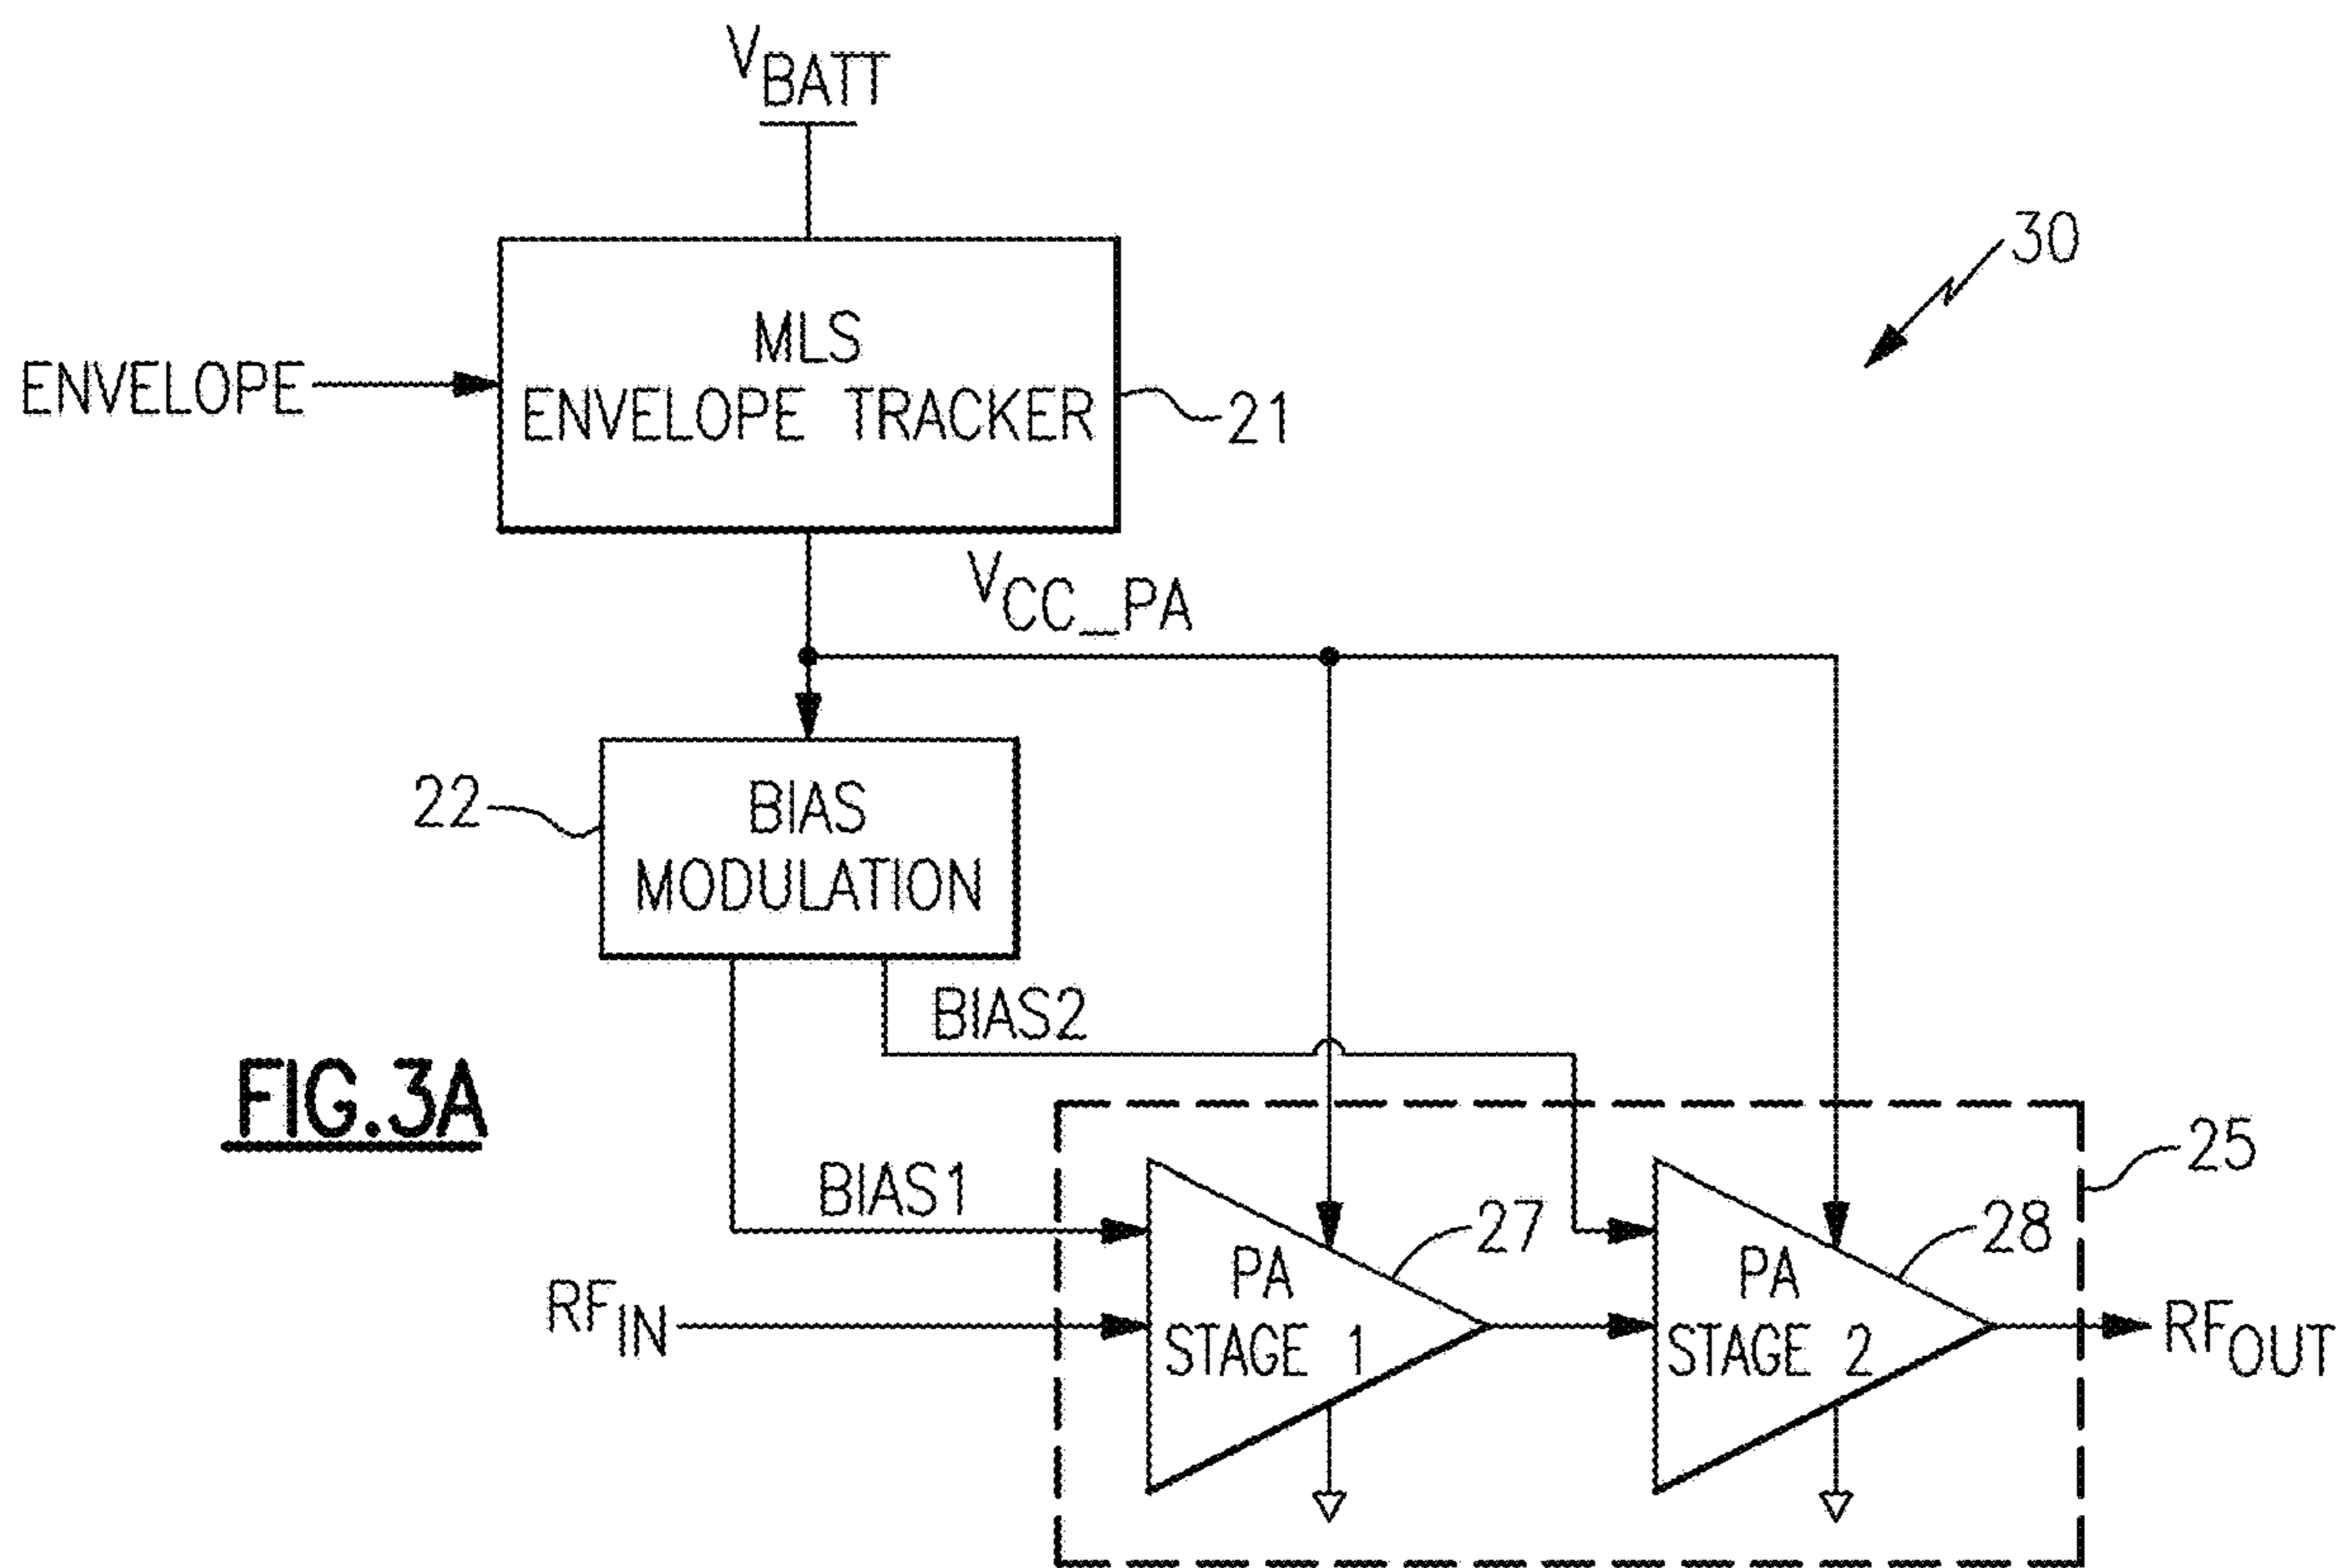 VBATT
30
MLS
ENVELOPE TRACKER
ENVELOPE
21
VCC_PA
22
BIAS
MODULATION
BIAS2
FIG.3A
25
BIAS1
27
28
PA
STAGE 1
PA
STAGE 2
RFIN
RFOUT